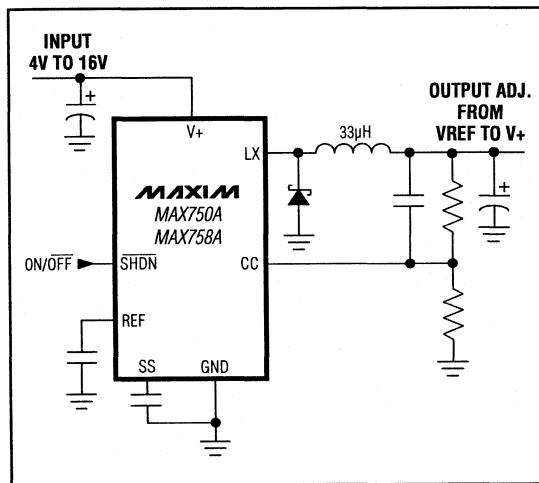 INPUT
4V TO 16V
OUTPUT ADJ.
FROM
VREF TO V+
V+
33µH
LX
MAXIM
MAX750A
MAX758A
ON/OFF
SHDN
CC
REF
SS
GND
+
+